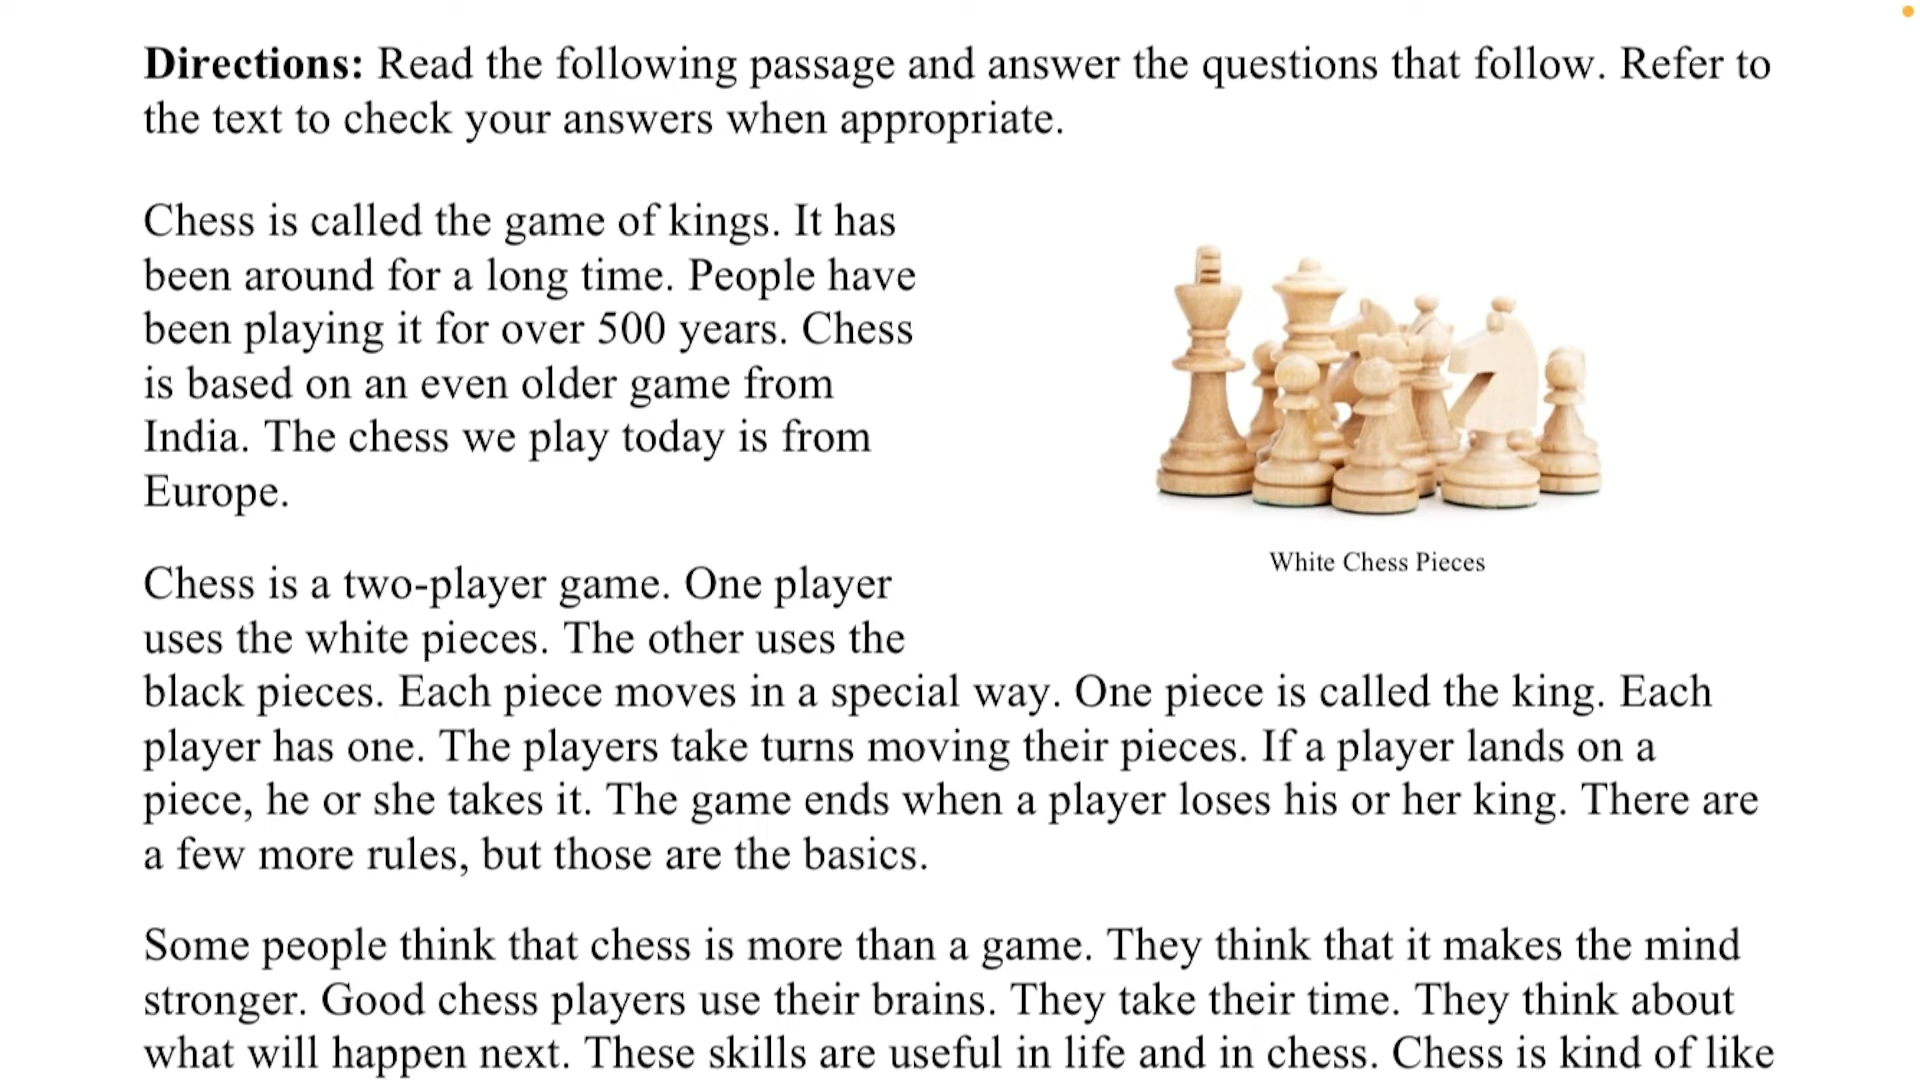 Directions: Read the following passage and answer the questions that follow. Refer to
the text to check your answers when appropriate.
Chess is called the game of kings. It has
been around for a long time. People have
been playing it for over 500 years. Chess
is based on an even older game from
India. The chess we play today is from
Europe.
White Chess Pieces
Chess is a two-player game. One player
uses the white pieces. The other uses the
black pieces. Each piece moves in a special way. One piece is called the king. Each
player has one. The players take turns moving their pieces. If a player lands on a
piece, he or she takes it. The game ends when a player loses his or her king. There are
a few more rules, but those are the basics.
Some people think that chess is more than a game. They think that it makes the mind
stronger. Good chess players use their brains. They take their time. They think about
what will happen next. These skills are useful in life and in chess. Chess is kind of like